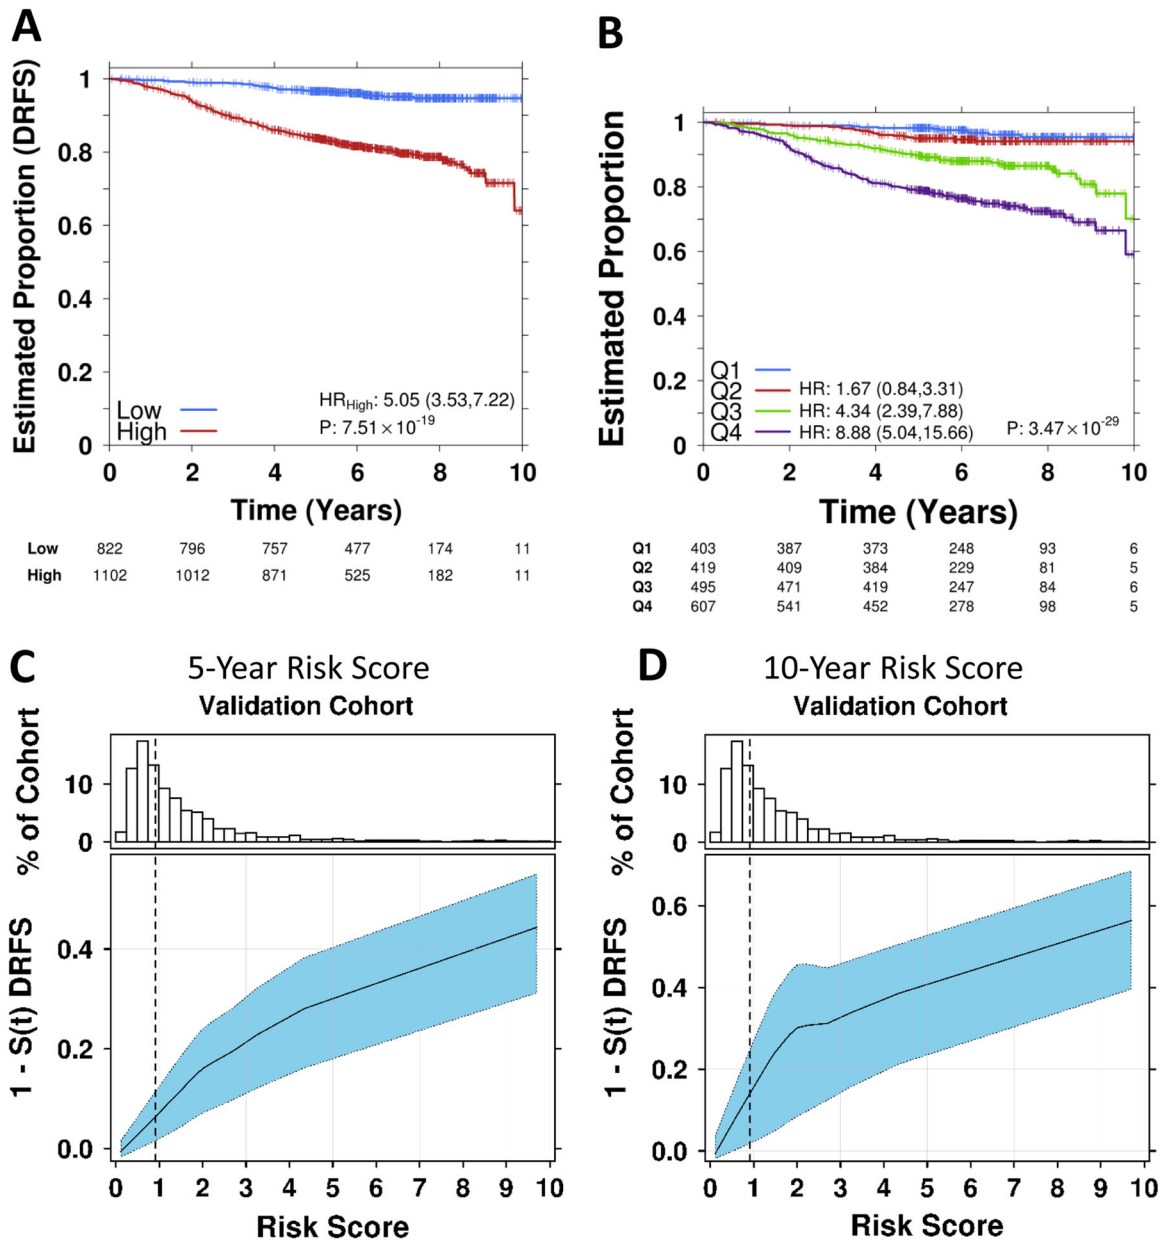 A
Estimated Proportion (DRFS)
1
0.8
0.6
0.4
0.2
0
Low
High
HRHigh: 5.05 (3.53,7.22)
P: 7.51×10-19
0 2 4 6 8 10
Time (Years)
Low 822 796 757 477 174 11
High 1102 1012 871 525 182 11
B
Estimated Proportion
1
0.8
0.6
0.4
0.2
0
Q1
Q2 HR: 1.67 (0.84,3.31)
Q3 HR: 4.34 (2.39,7.88)
Q4 HR: 8.88 (5.04,15.66)
P: 3.47×10-29
0 2 4 6 8 10
Time (Years)
Q1 403 387 373 248 93 6
Q2 419 409 384 229 81 5
Q3 495 471 419 247 84 6
Q4 607 541 452 278 98 5
C
5-Year Risk Score
Validation Cohort
% of Cohort
10
0
1 - S(t) DRFS
0.4
0.2
0.0
0 1 2 3 4 5 6 7 8 9 10
Risk Score
D
10-Year Risk Score
Validation Cohort
% of Cohort
10
0
1 - S(t) DRFS
0.6
0.4
0.2
0.0
0 1 2 3 4 5 6 7 8 9 10
Risk Score